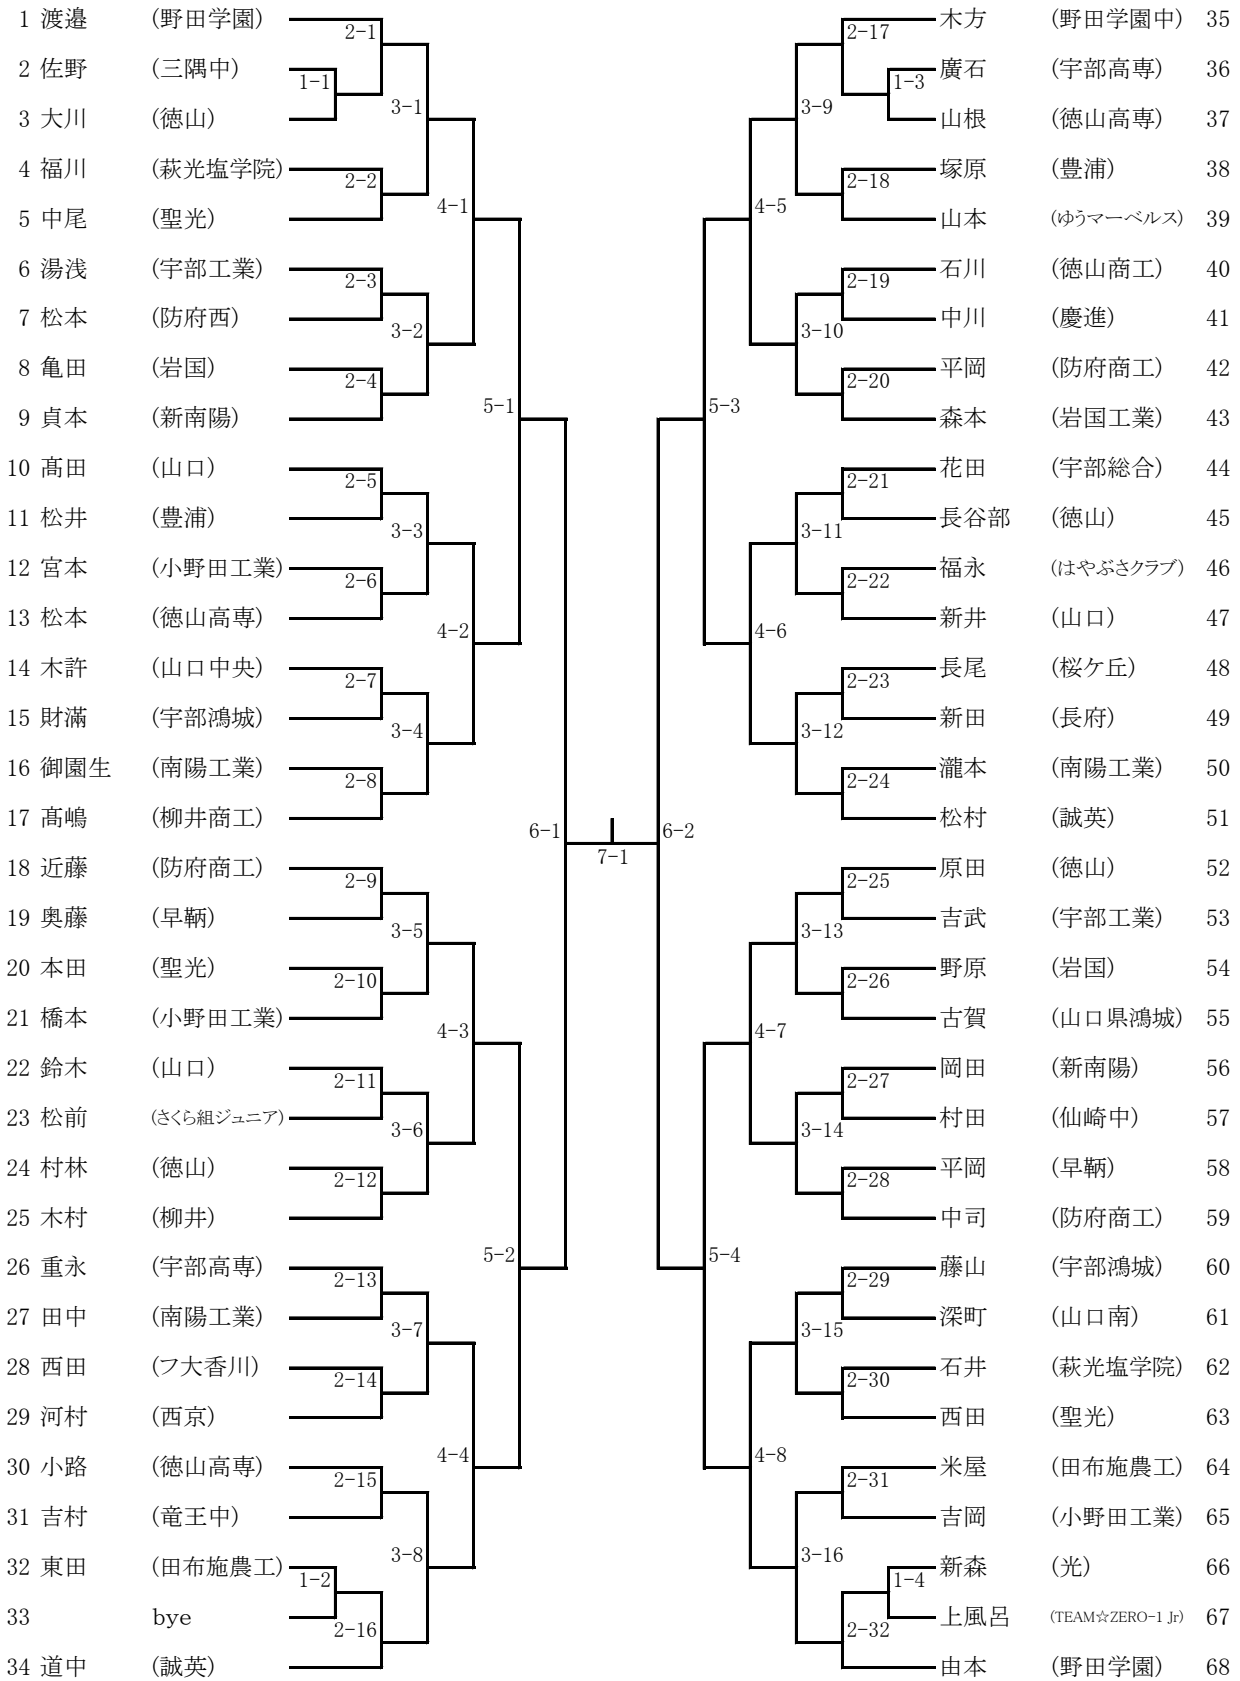 1 渡邉 (野田学園)
2 佐野 (三隅中)
3 大川 (徳山)
4 福川 (萩光塩学院)
5 中尾 (聖光)
6 湯浅 (宇部工業)
7 松本 (防府西)
8 亀田 (岩国)
9 貞本 (新南陽)
10 髙田 (山口)
11 松井 (豊浦)
12 宮本 (小野田工業)
13 松本 (徳山高専)
14 木許 (山口中央)
15 財満 (宇部鴻城)
16 御園生 (南陽工業)
17 髙嶋 (柳井商工)
18 近藤 (防府商工)
19 奥藤 (早鞆)
20 本田 (聖光)
21 橋本 (小野田工業)
22 鈴木 (山口)
23 松前 (さくら組ジュニア)
24 村林 (徳山)
25 木村 (柳井)
26 重永 (宇部高専)
27 田中 (南陽工業)
28 西田 (フ大香川)
29 河村 (西京)
30 小路 (徳山高専)
31 吉村 (竜王中)
32 東田 (田布施農工)
33 bye
34 道中 (誠英)
1-1
1-2
2-1
2-2
2-3
2-4
2-5
2-6
2-7
2-8
2-9
2-10
2-11
2-12
2-13
2-14
2-15
2-16
3-1
3-2
3-3
3-4
3-5
3-6
3-7
3-8
4-1
4-2
4-3
4-4
5-1
5-2
6-1
7-1
6-2
5-3
5-4
4-5
4-6
4-7
4-8
3-9
3-10
3-11
3-12
3-13
3-14
3-15
3-16
2-17
2-18
2-19
2-20
2-21
2-22
2-23
2-24
2-25
2-26
2-27
2-28
2-29
2-30
2-31
2-32
1-3
1-4
木方 (野田学園中) 35
廣石 (宇部高専) 36
山根 (徳山高専) 37
塚原 (豊浦) 38
山本 (ゆうマーベルス) 39
石川 (徳山商工) 40
中川 (慶進) 41
平岡 (防府商工) 42
森本 (岩国工業) 43
花田 (宇部総合) 44
長谷部 (徳山) 45
福永 (はやぶさクラブ) 46
新井 (山口) 47
長尾 (桜ケ丘) 48
新田 (長府) 49
瀧本 (南陽工業) 50
松村 (誠英) 51
原田 (徳山) 52
吉武 (宇部工業) 53
野原 (岩国) 54
古賀 (山口県鴻城) 55
岡田 (新南陽) 56
村田 (仙崎中) 57
平岡 (早鞆) 58
中司 (防府商工) 59
藤山 (宇部鴻城) 60
深町 (山口南) 61
石井 (萩光塩学院) 62
西田 (聖光) 63
米屋 (田布施農工) 64
吉岡 (小野田工業) 65
新森 (光) 66
上風呂 (TEAM☆ZERO-1 Jr) 67
由本 (野田学園) 68